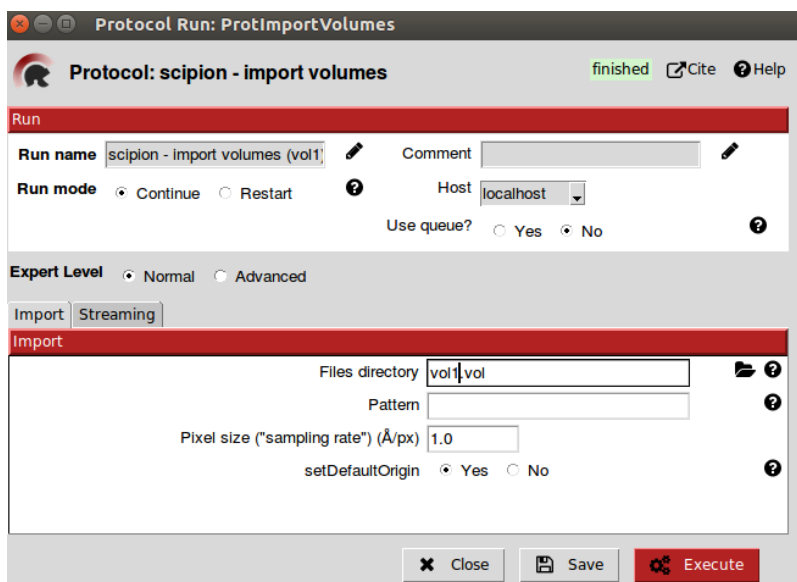 Protocol Run: ProtImportVolumes
Protocol: scipion - import volumes finished Cite Help
Run
Run name scipion - import volumes (vol1) Comment
Run mode Continue Restart Host localhost
Use queue? Yes No
Expert Level Normal Advanced
Import Streaming
Import
Files directory vol1.vol
Pattern
Pixel size ("sampling rate") (Å/px) 1.0
setDefaultOrigin Yes No
Close Save Execute